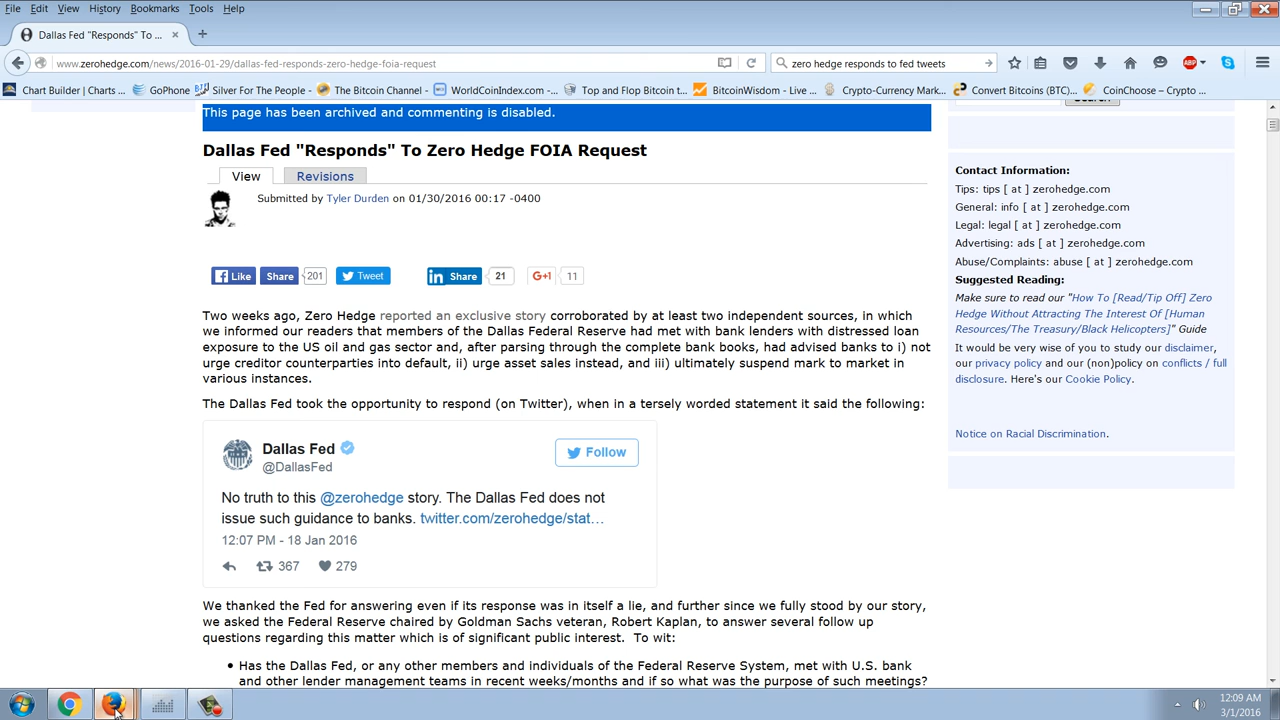 File Edit View History Bookmarks Tools Help
Dallas Fed "Responds" To ... × +
www.zerohedge.com/news/2016-01-29/dallas-fed-responds-zero-hedge-foia-request
zero hedge responds to fed tweets
ABP
Chart Builder | Charts ... GoPhone Silver For The People - The Bitcoin Channel - WorldCoinIndex.com -... Top and Flop Bitcoin t... BitcoinWisdom - Live ... Crypto-Currency Mark... Convert Bitcoins (BTC)... CoinChoose – Crypto ...
This page has been archived and commenting is disabled.
Dallas Fed "Responds" To Zero Hedge FOIA Request
View Revisions
Submitted by Tyler Durden on 01/30/2016 00:17 -0400
Like Share 201 Tweet in Share 21 G+1 11
Two weeks ago, Zero Hedge reported an exclusive story corroborated by at least two independent sources, in which
we informed our readers that members of the Dallas Federal Reserve had met with bank lenders with distressed loan
exposure to the US oil and gas sector and, after parsing through the complete bank books, had advised banks to i) not
urge creditor counterparties into default, ii) urge asset sales instead, and iii) ultimately suspend mark to market in
various instances.
The Dallas Fed took the opportunity to respond (on Twitter), when in a tersely worded statement it said the following:
Dallas Fed
@DallasFed
Follow
No truth to this @zerohedge story. The Dallas Fed does not
issue such guidance to banks. twitter.com/zerohedge/stat…
12:07 PM - 18 Jan 2016
367 279
We thanked the Fed for answering even if its response was in itself a lie, and further since we fully stood by our story,
we asked the Federal Reserve chaired by Goldman Sachs veteran, Robert Kaplan, to answer several follow up
questions regarding this matter which is of significant public interest. To wit:
• Has the Dallas Fed, or any other members and individuals of the Federal Reserve System, met with U.S. bank
and other lender management teams in recent weeks/months and if so what was the purpose of such meetings?
Search
Contact Information:
Tips: tips [ at ] zerohedge.com
General: info [ at ] zerohedge.com
Legal: legal [ at ] zerohedge.com
Advertising: ads [ at ] zerohedge.com
Abuse/Complaints: abuse [ at ] zerohedge.com
Suggested Reading:
Make sure to read our "How To [Read/Tip Off] Zero
Hedge Without Attracting The Interest Of [Human
Resources/The Treasury/Black Helicopters]" Guide
It would be very wise of you to study our disclaimer,
our privacy policy and our (non)policy on conflicts / full
disclosure. Here's our Cookie Policy.
Notice on Racial Discrimination.
12:09 AM
3/1/2016